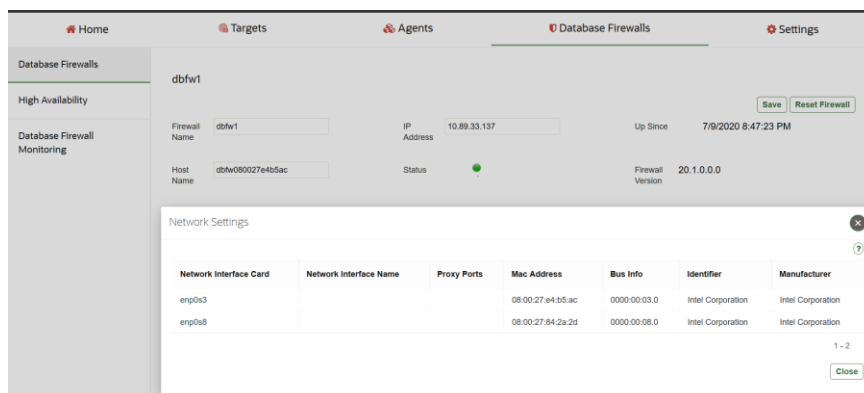 Home Targets Agents Database Firewalls Settings
Database Firewalls
High Availability
Database Firewall
Monitoring
dbfw1
Save Reset Firewall
Firewall Name dbfw1 IP Address 10.89.33.137 Up Since 7/9/2020 8:47:23 PM
Host Name dbfw080027e4b5ac Status Firewall Version 20.1.0.0.0
Network Settings
?
Network Interface Card Network Interface Name Proxy Ports Mac Address Bus Info Identifier Manufacturer
enp0s3 08:00:27:e4:b5:ac 0000:00:03.0 Intel Corporation Intel Corporation
enp0s8 08:00:27:84:2a:2d 0000:00:08.0 Intel Corporation Intel Corporation
1 - 2
Close